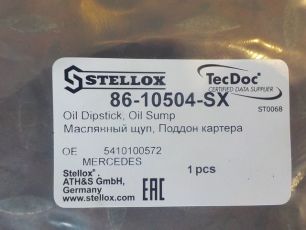 STELLOX
TecDoc
CERTIFIED DATA SUPPLIER
86-10504-SX
ST0068
Oil Dipstick, Oil Sump
Маслянный щуп, Поддон картера
OE 5410100572
MERCEDES
1 pcs
Stellox®.
ATH&S GmbH,
Germany
www.stellox.com
EAC